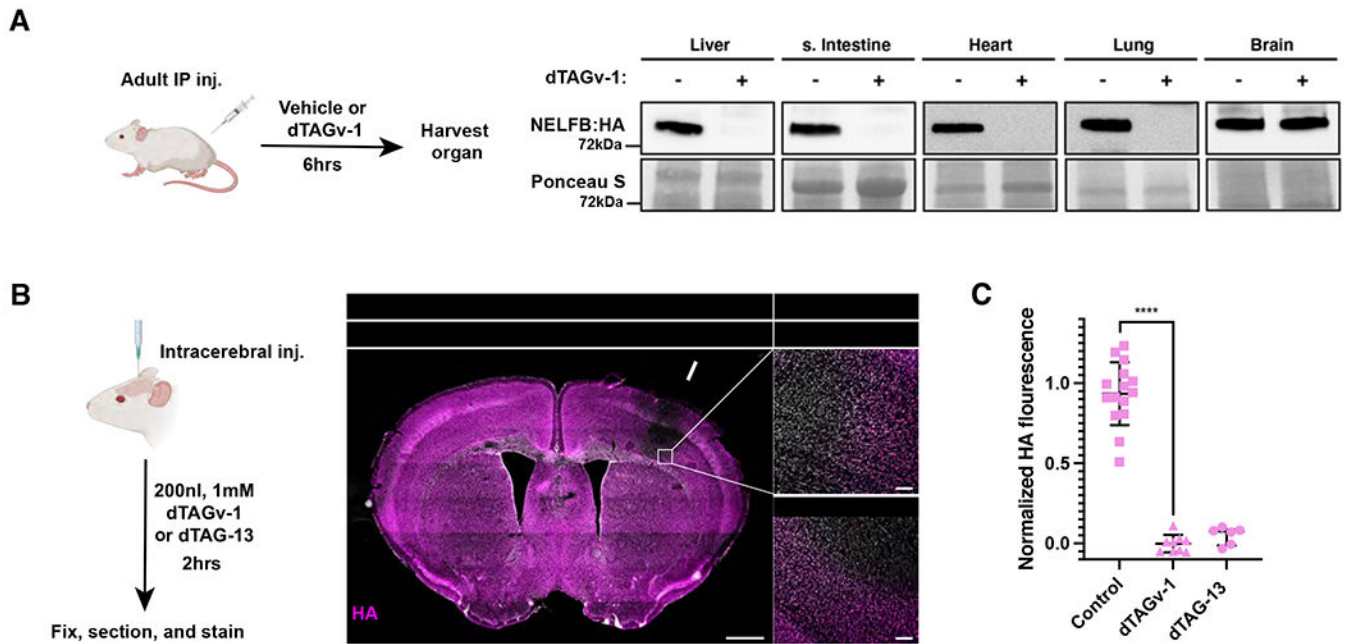 A
Adult IP inj.
Vehicle or
dTAGv-1
6hrs
Harvest
organ
Liver
s. Intestine
Heart
Lung
Brain
dTAGv-1:
- +
- +
- +
- +
- +
NELFB:HA
72kDa
Ponceau S
72kDa
B
Intracerebral inj.
200nl, 1mM
dTAGv-1
or dTAG-13
2hrs
Fix, section, and stain
HA
C
Normalized HA flourescence
****
1.0
0.5
0.0
Control
dTAGv-1
dTAG-13